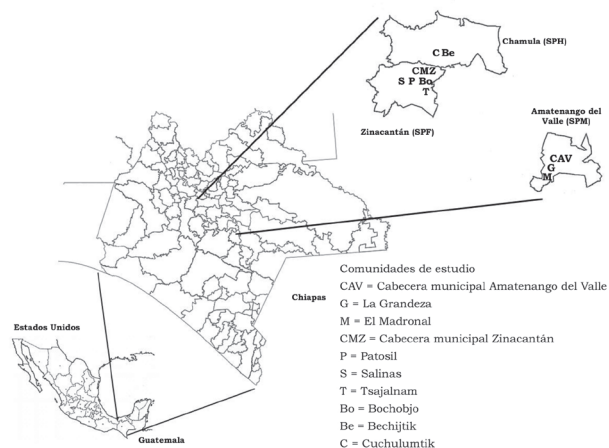 Chamula (SPH)
C Be
CMZ
S P Bo
T
Zinacantán (SPF)
Amatenango del
Valle (SPM)
CAV
G
M
Chiapas
Comunidades de estudio
CAV = Cabecera municipal Amatenango del Valle
G = La Grandeza
M = El Madronal
CMZ = Cabecera municipal Zinacantán
P = Patosil
S = Salinas
T = Tsajalnam
Bo = Bochobjo
Be = Bechijtik
C = Cuchulumtik
Estados Unidos
Guatemala